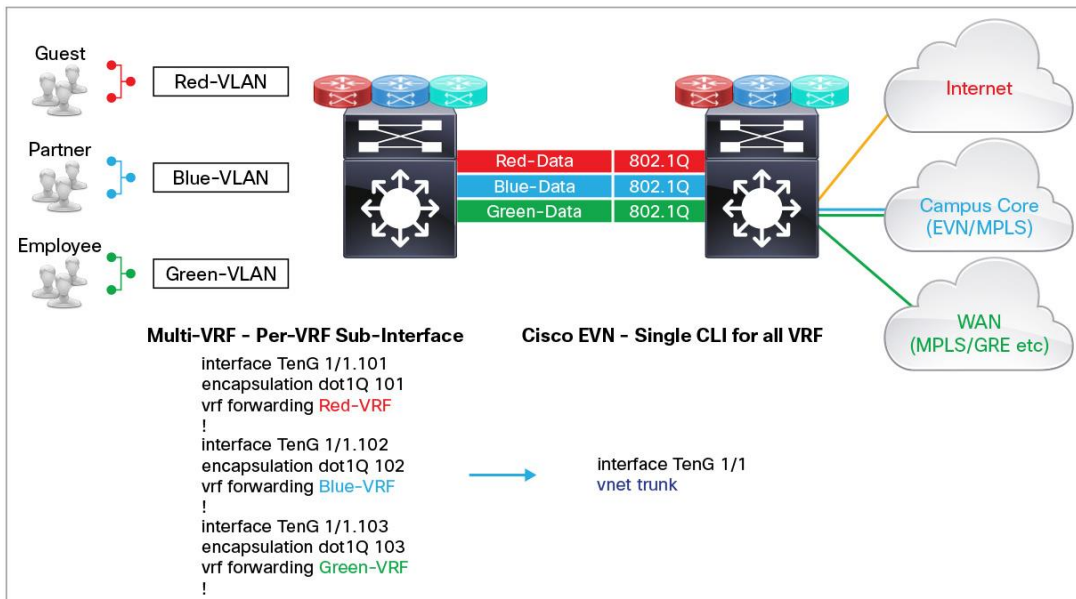 Guest
Red-VLAN
Partner
Blue-VLAN
Employee
Green-VLAN
Red-Data 802.1Q
Blue-Data 802.1Q
Green-Data 802.1Q
Internet
Campus Core
(EVN/MPLS)
WAN
(MPLS/GRE etc)
Multi-VRF - Per-VRF Sub-Interface
interface TenG 1/1.101
encapsulation dot1Q 101
vrf forwarding Red-VRF
!
interface TenG 1/1.102
encapsulation dot1Q 102
vrf forwarding Blue-VRF
!
interface TenG 1/1.103
encapsulation dot1Q 103
vrf forwarding Green-VRF
!
Cisco EVN - Single CLI for all VRF
interface TenG 1/1
vnet trunk